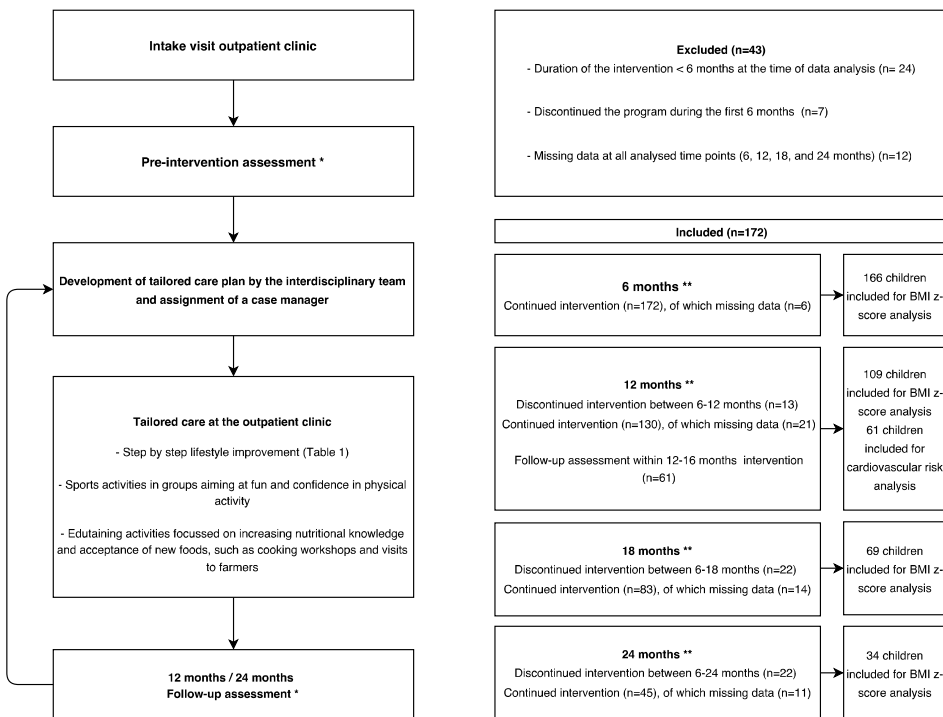 Intake visit outpatient clinic
Pre-intervention assessment *
Development of tailored care plan by the interdisciplinary team
and assignment of a case manager
Tailored care at the outpatient clinic
- Step by step lifestyle improvement (Table 1)
- Sports activities in groups aiming at fun and confidence in physical
activity
- Edutaining activities focussed on increasing nutritional knowledge
and acceptance of new foods, such as cooking workshops and visits
to farmers
12 months / 24 months
Follow-up assessment *
Excluded (n=43)
- Duration of the intervention < 6 months at the time of data analysis (n= 24)
- Discontinued the program during the first 6 months (n=7)
- Missing data at all analysed time points (6, 12, 18, and 24 months) (n=12)
Included (n=172)
6 months **
Continued intervention (n=172), of which missing data (n=6)
166 children
included for BMI z-
score analysis
12 months **
Discontinued intervention between 6-12 months (n=13)
Continued intervention (n=130), of which missing data (n=21)
Follow-up assessment within 12-16 months intervention
(n=61)
109 children
included for BMI z-
score analysis
61 children
included for
cardiovascular risk
analysis
18 months **
Discontinued intervention between 6-18 months (n=22)
Continued intervention (n=83), of which missing data (n=14)
69 children
included for BMI z-
score analysis
24 months **
Discontinued intervention between 6-24 months (n=22)
Continued intervention (n=45), of which missing data (n=11)
34 children
included for BMI z-
score analysis